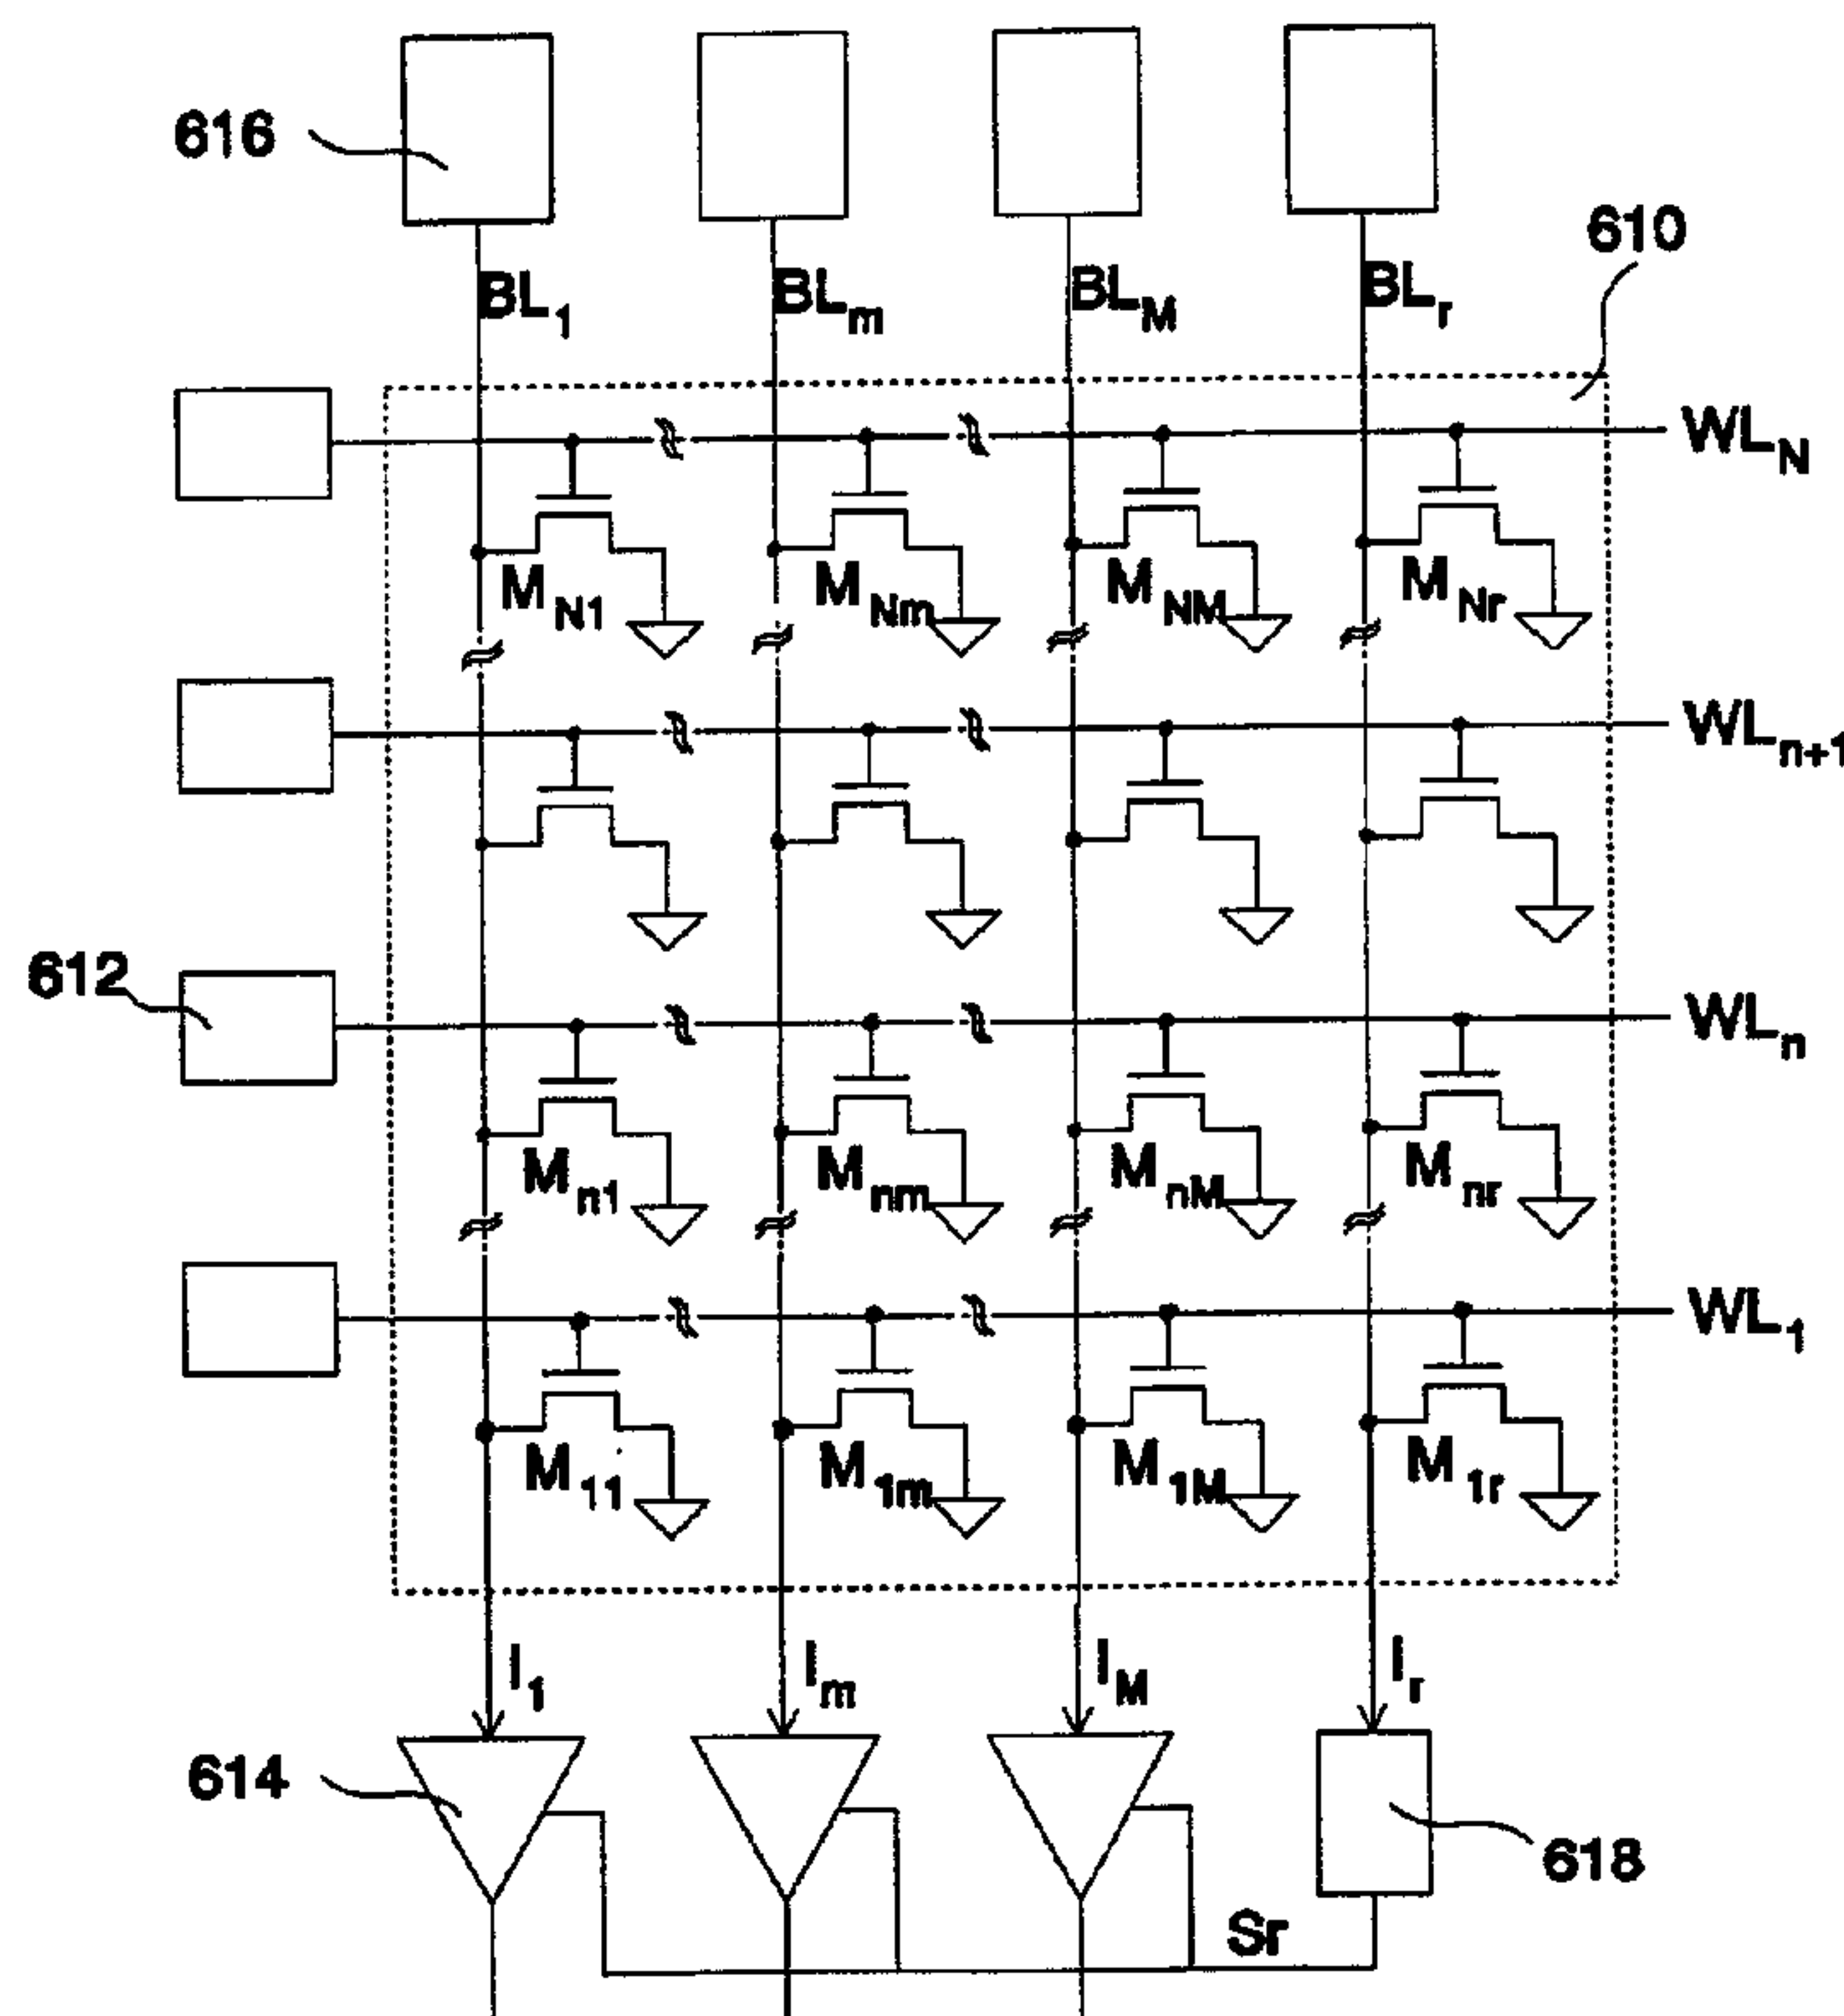 616
610
BL1 BLm BLM BLr
WLN
MN1 MNm MNM MNr
WLn+1
612
WLn
Mn1 Mnm MnM Mnr
WL1
M11 M1m M1M M1r
I1 Im IM Ir
614
618
Sr